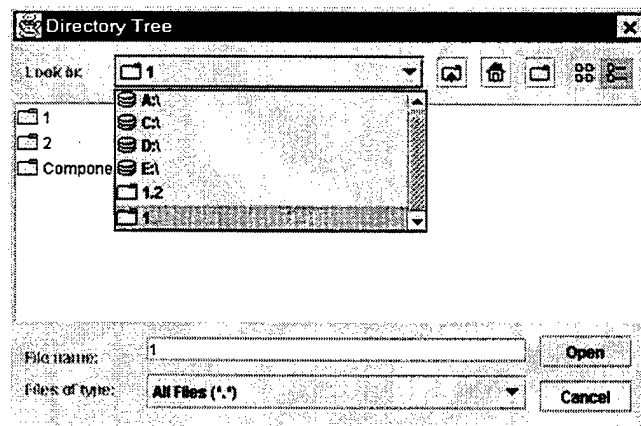 Directory Tree
Look in:
1
A:\
C:\
D:\
E:\
1.2
1
1
2
Compone
File name:
1
Open
Files of type:
All Files (*.*)
Cancel